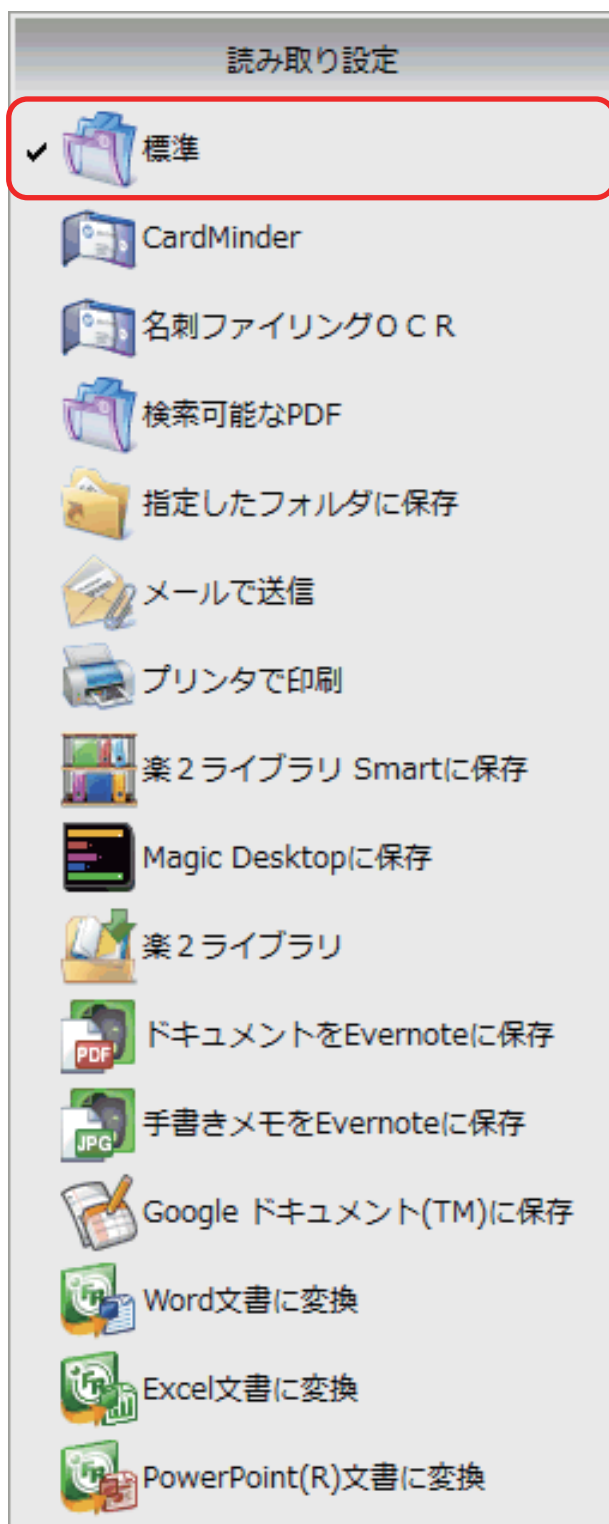 読み取り設定
標準
CardMinder
名刺ファイリングＯＣＲ
検索可能なPDF
指定したフォルダに保存
メールで送信
プリンタで印刷
楽２ライブラリ Smartに保存
Magic Desktopに保存
楽２ライブラリ
ドキュメントをEvernoteに保存
PDF
手書きメモをEvernoteに保存
JPG
Google ドキュメント(TM)に保存
Word文書に変換
Excel文書に変換
PowerPoint(R)文書に変換